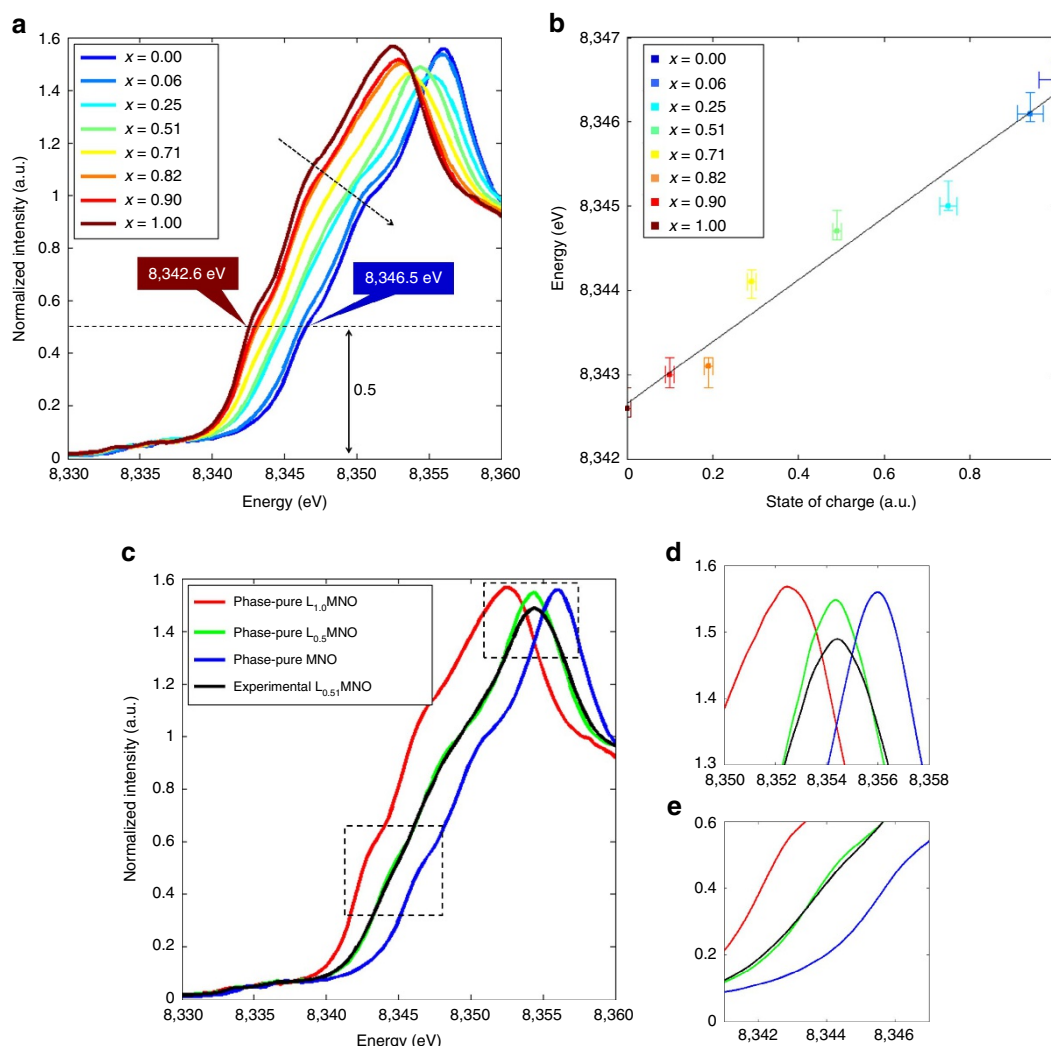 a
1.6
1.4
1.2
1
0.8
0.6
0.4
0.2
0
Normalized intensity (a.u.)
x = 0.00
x = 0.06
x = 0.25
x = 0.51
x = 0.71
x = 0.82
x = 0.90
x = 1.00
8,342.6 eV
8,346.5 eV
0.5
8,330 8,335 8,340 8,345 8,350 8,355 8,360
Energy (eV)
b
8,347
8,346
8,345
8,344
8,343
8,342
Energy (eV)
x = 0.00
x = 0.06
x = 0.25
x = 0.51
x = 0.71
x = 0.82
x = 0.90
x = 1.00
0 0.2 0.4 0.6 0.8
State of charge (a.u.)
c
1.6
1.4
1.2
1
0.8
0.6
0.4
0.2
0
Normalized intensity (a.u.)
Phase-pure L1.0MNO
Phase-pure L0.5MNO
Phase-pure MNO
Experimental L0.51MNO
8,330 8,335 8,340 8,345 8,350 8,355 8,360
Energy (eV)
d
1.6
1.5
1.4
1.3
8,350 8,352 8,354 8,356 8,358
e
0.6
0.4
0.2
0
8,342 8,344 8,346